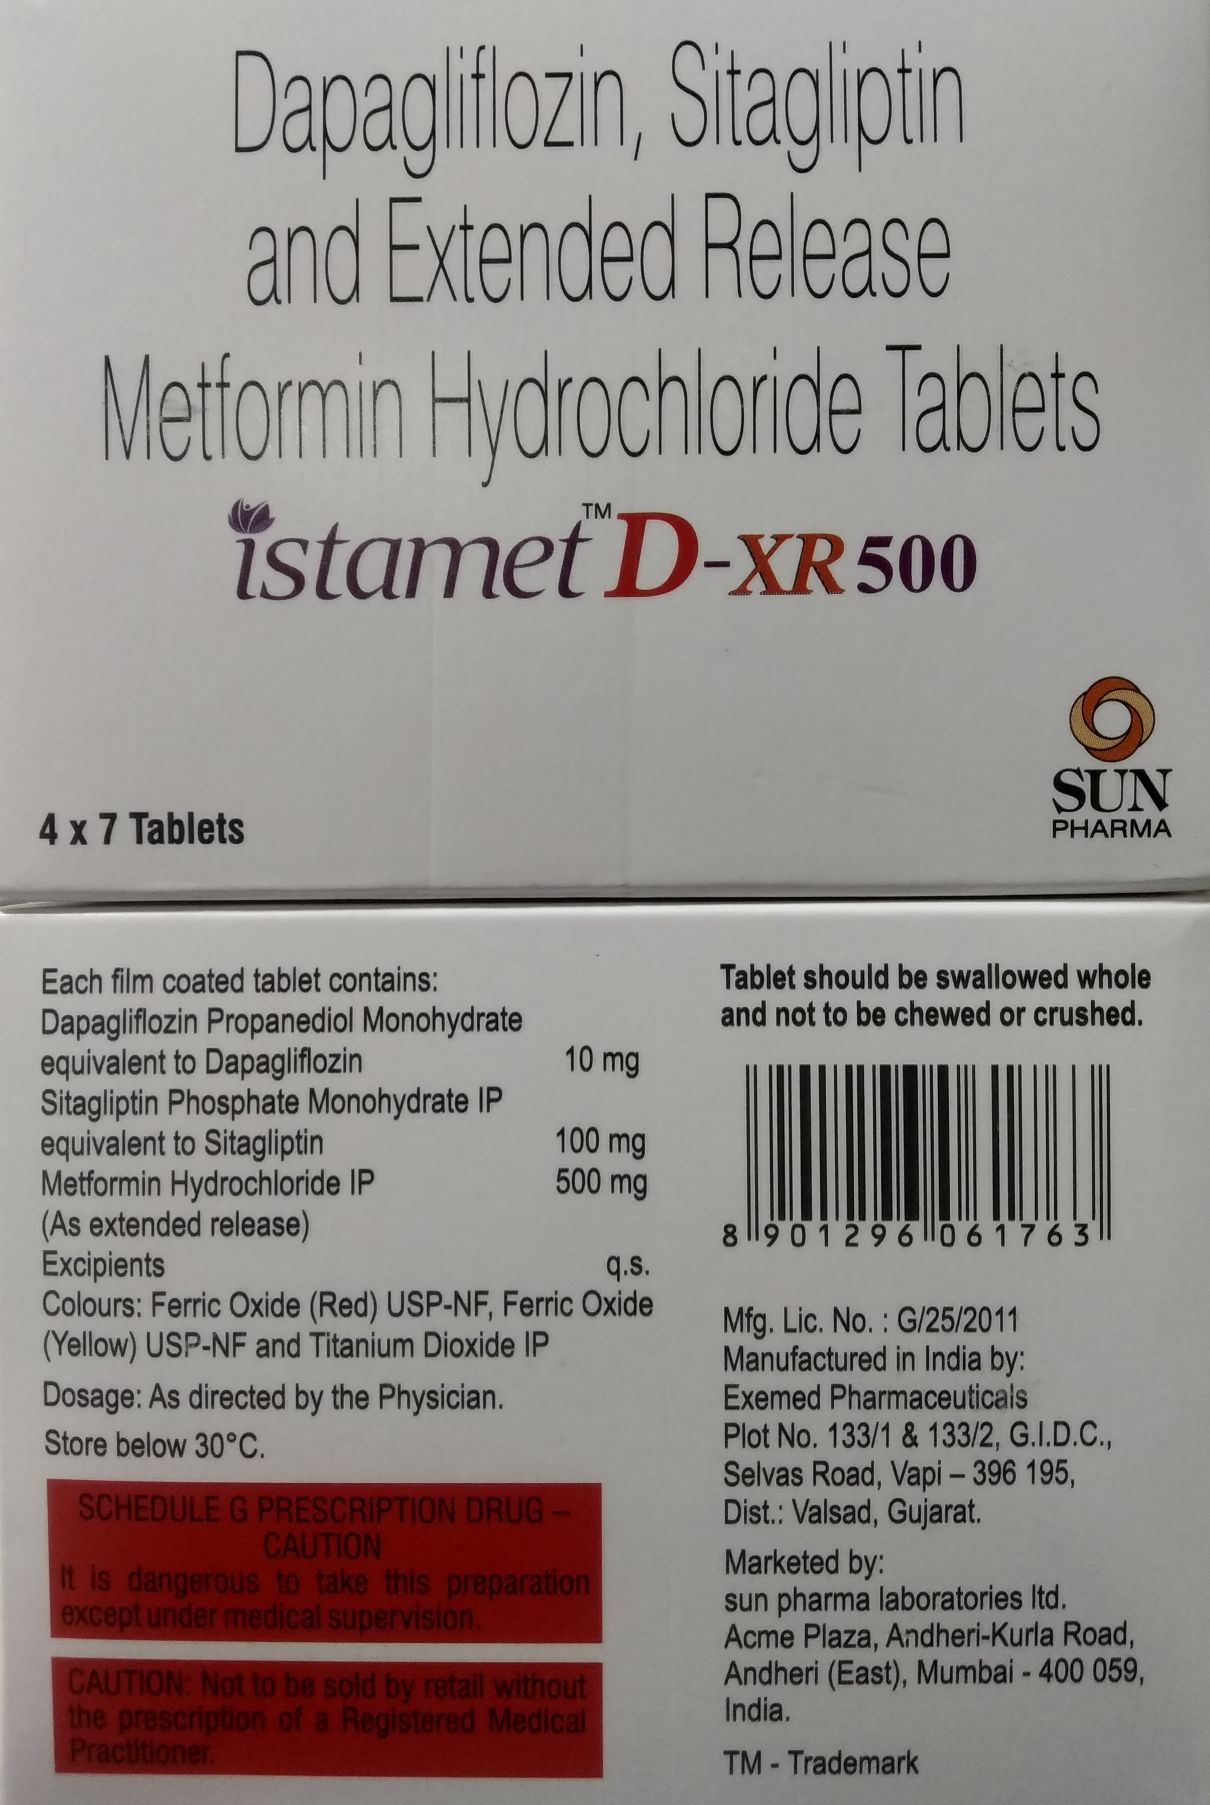 Dapagliflozin, Sitagliptin
and Extended Release
Metformin Hydrochloride Tablets
istamet™ D-XR 500
SUN
PHARMA
4 x 7 Tablets
Each film coated tablet contains:
Dapagliflozin Propanediol Monohydrate
equivalent to Dapagliflozin 10 mg
Sitagliptin Phosphate Monohydrate IP
equivalent to Sitagliptin 100 mg
Metformin Hydrochloride IP 500 mg
(As extended release)
Excipients q.s.
Colours: Ferric Oxide (Red) USP-NF, Ferric Oxide
(Yellow) USP-NF and Titanium Dioxide IP
Dosage: As directed by the Physician.
Store below 30°C.
SCHEDULE G PRESCRIPTION DRUG –
CAUTION
It is dangerous to take this preparation
except under medical supervision.
CAUTION: Not to be sold by retail without
the prescription of a Registered Medical
Practitioner.
Tablet should be swallowed whole
and not to be chewed or crushed.
8 901296 061763
Mfg. Lic. No. : G/25/2011
Manufactured in India by:
Exemed Pharmaceuticals
Plot No. 133/1 & 133/2, G.I.D.C.,
Selvas Road, Vapi – 396 195,
Dist.: Valsad, Gujarat.
Marketed by:
sun pharma laboratories ltd.
Acme Plaza, Andheri-Kurla Road,
Andheri (East), Mumbai - 400 059,
India.
TM - Trademark